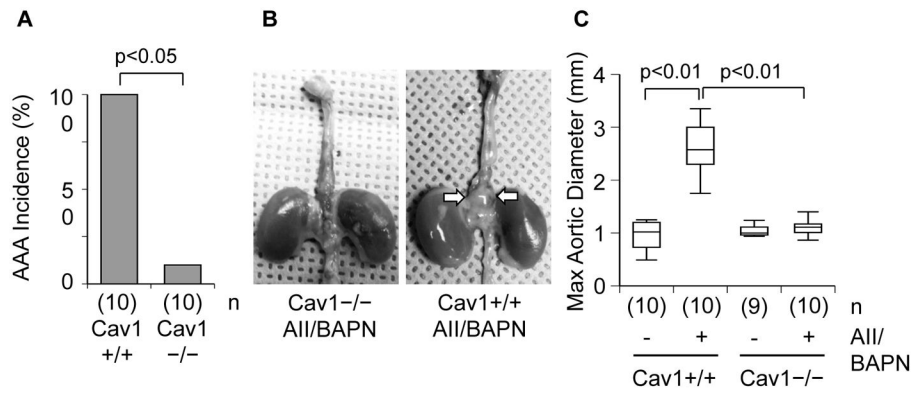 A
p<0.05
AAA Incidence (%)
10
0
5
0
0
(10) (10) n
Cav1 Cav1
+/+ −/−
B
Cav1−/− Cav1+/+
AII/BAPN AII/BAPN
C
p<0.01 p<0.01
Max Aortic Diameter (mm)
4
3
2
1
0
(10) (10) (9) (10) n
- + - + AII/
BAPN
Cav1+/+ Cav1−/−